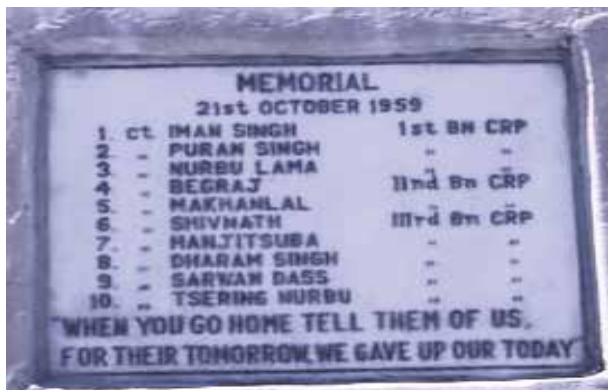 MEMORIAL
21st OCTOBER 1959
1. Ct. IMAN SINGH 1st BN CRP
2. " PURAN SINGH " "
3. " NURBU LAMA " "
4. " BEGRAJ IInd Bn CRP
5. " MAKHANLAL " "
6. " SHIVNATH IIIrd Bn CRP
7. " MANJITSUBA " "
8. " DHARAM SINGH " "
9. " SARWAN DASS " "
10. " TSERING NURBU " "
"WHEN YOU GO HOME TELL THEM OF US,
FOR THEIR TOMORROW, WE GAVE UP OUR TODAY"